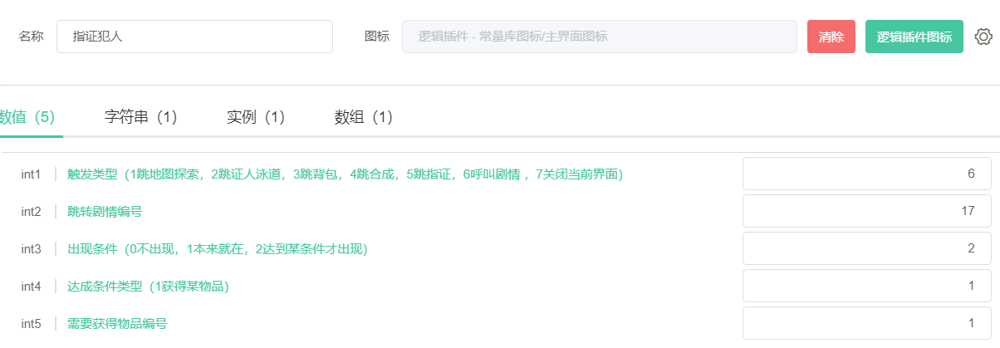 名称 指证犯人 图标 逻辑插件 - 常量库图标/主界面图标 清除 逻辑插件图标
数值（5） 字符串（1） 实例（1） 数组（1）
int1 触发类型（1跳地图探索，2跳证人泳道，3跳背包，4跳合成，5跳指证，6呼叫剧情 ，7关闭当前界面） 6
int2 跳转剧情编号 17
int3 出现条件（0不出现，1本来就在，2达到某条件才出现） 2
int4 达成条件类型（1获得某物品） 1
int5 需要获得物品编号 1